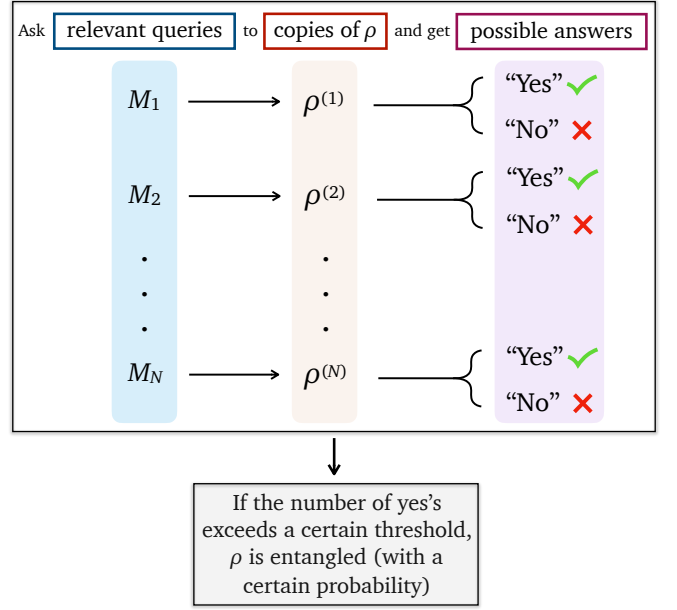 Ask relevant queries to copies of ρ and get possible answers
M₁ ρ⁽¹⁾ “Yes” ✓
“No” ✗
M₂ ρ⁽²⁾ “Yes” ✓
“No” ✗
M_N ρ⁽ᴺ⁾ “Yes” ✓
“No” ✗
If the number of yes’s
exceeds a certain threshold,
ρ is entangled (with a
certain probability)